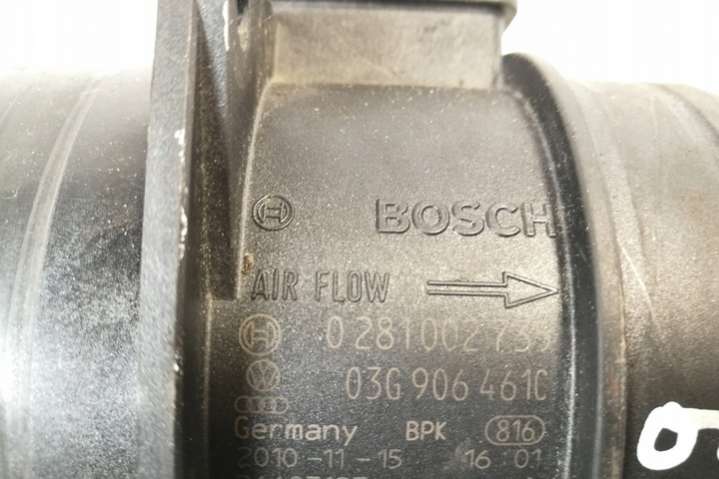 BOSCH
AIR FLOW
0 281 002 735
03G 906 461C
Germany BPK 816
2010-11-15 16:01